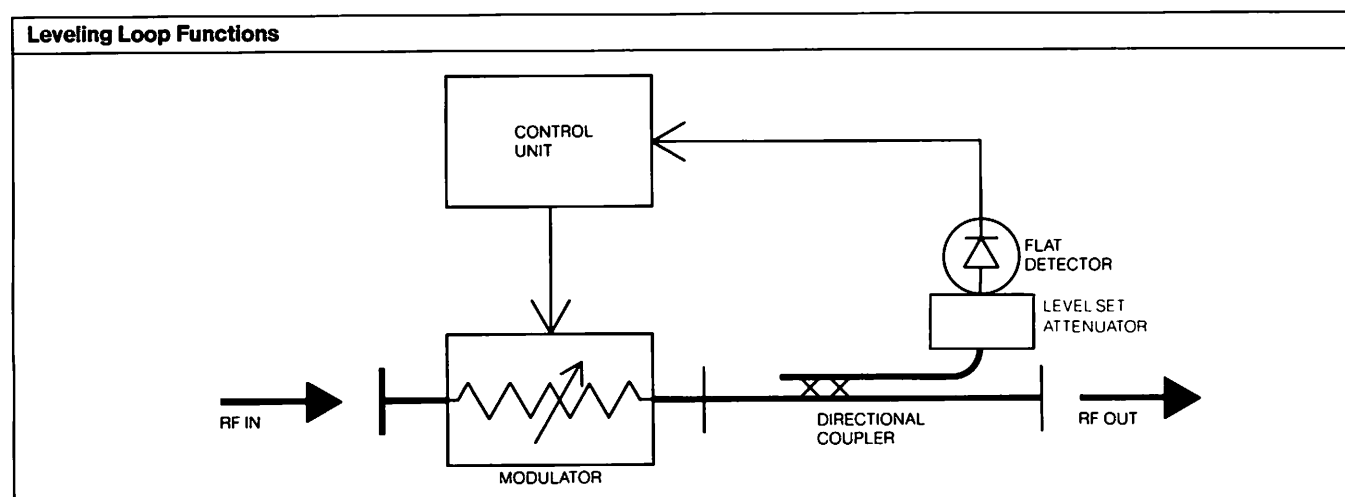 Leveling Loop Functions
CONTROL
UNIT
FLAT
DETECTOR
LEVEL SET
ATTENUATOR
RF IN
MODULATOR
DIRECTIONAL
COUPLER
RF OUT